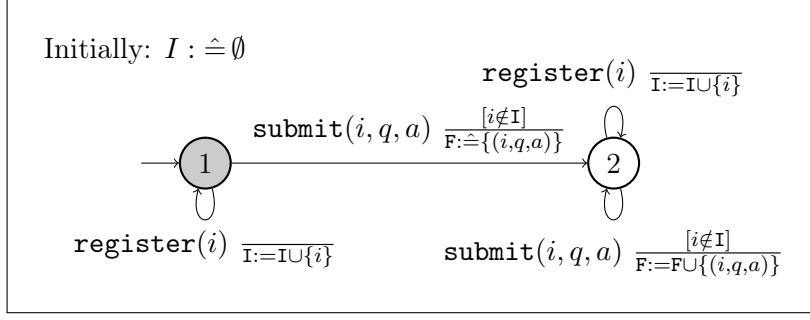 Initially: I :≙ ∅
register(i) / I:=I∪{i}
submit(i, q, a) [i∉I] / F:≙{(i,q,a)}
1
2
register(i) / I:=I∪{i}
submit(i, q, a) [i∉I] / F:=F∪{(i,q,a)}